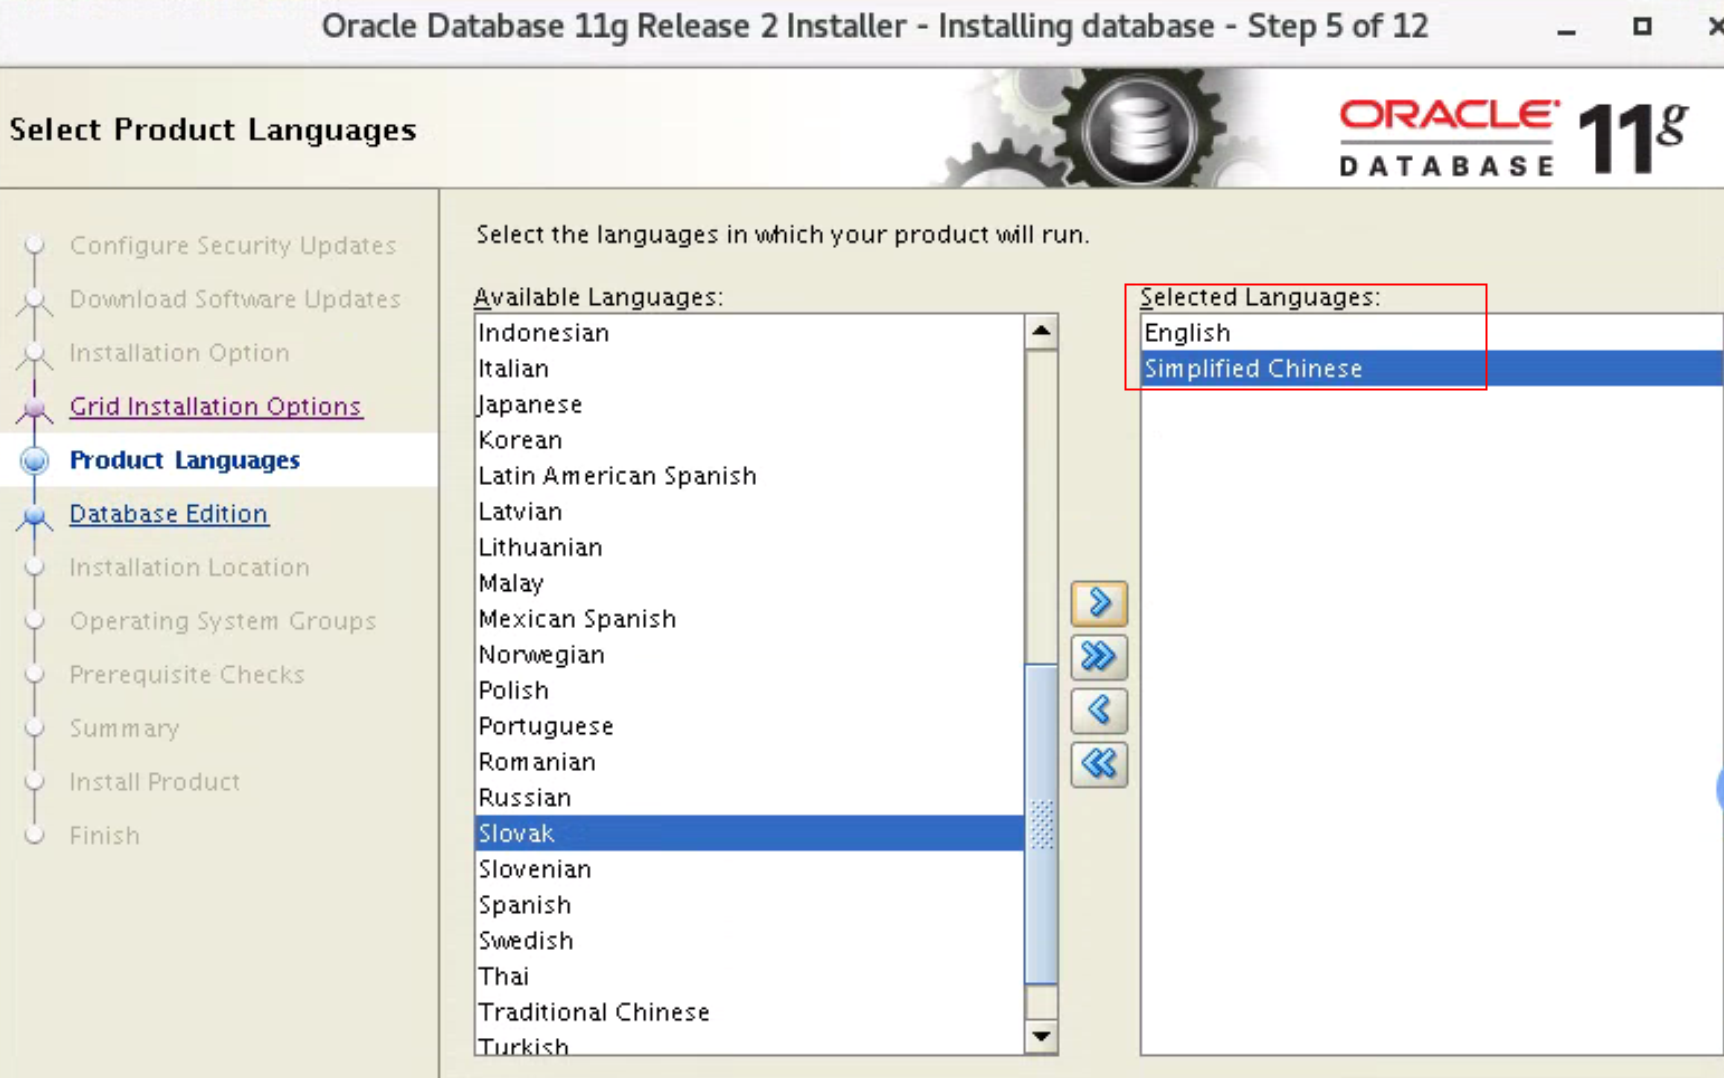 Oracle Database 11g Release 2 Installer - Installing database - Step 5 of 12
Select Product Languages
ORACLE
DATABASE
11g
Configure Security Updates
Download Software Updates
Installation Option
Grid Installation Options
Product Languages
Database Edition
Installation Location
Operating System Groups
Prerequisite Checks
Summary
Install Product
Finish
Select the languages in which your product will run.
Available Languages:
Indonesian
Italian
Japanese
Korean
Latin American Spanish
Latvian
Lithuanian
Malay
Mexican Spanish
Norwegian
Polish
Portuguese
Romanian
Russian
Slovak
Slovenian
Spanish
Swedish
Thai
Traditional Chinese
Turkish
Selected Languages:
English
Simplified Chinese